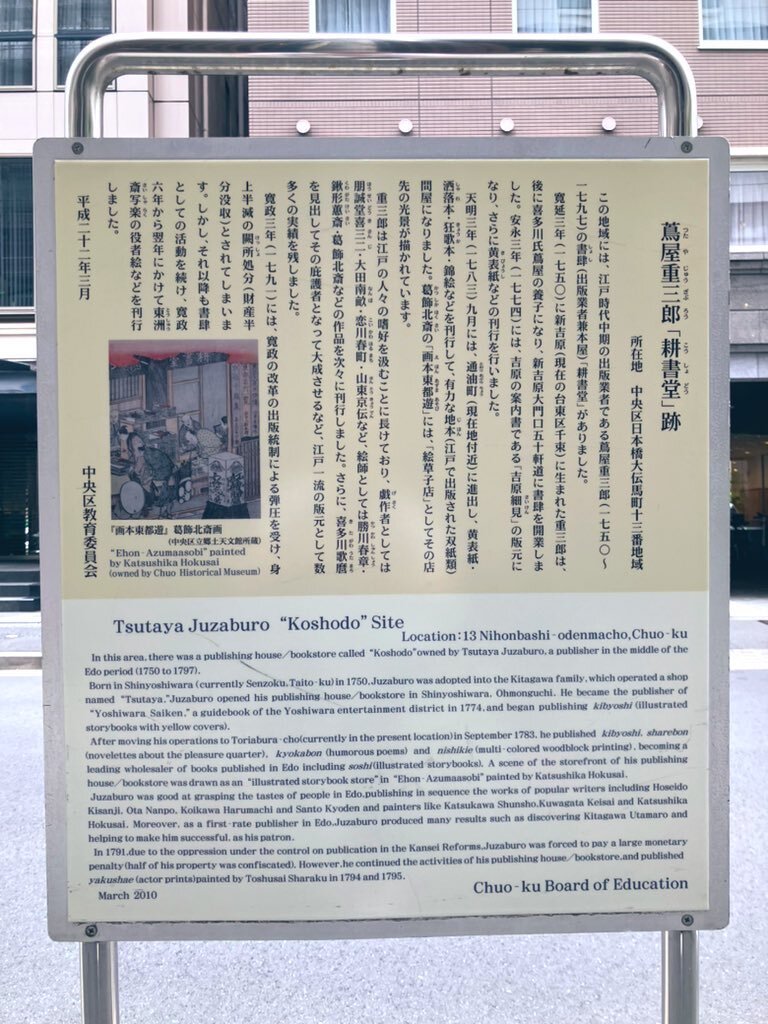 蔦屋重三郎「耕書堂」跡
所在地　中央区日本橋大伝馬町十三番地域
この地域には、江戸時代中期の出版業者である蔦屋重三郎(一七五〇〜
一七九七)の書肆(出版業者兼本屋)「耕書堂」がありました。
寛延三年(一七五〇)に新吉原(現在の台東区千束)に生まれた重三郎は、
後に喜多川氏蔦屋の養子になり、新吉原大門口五十軒道に書肆を開業しま
した。安永三年(一七七四)には、吉原の案内書である『吉原細見』の版元に
なり、さらに黄表紙などの刊行を行いました。
天明三年(一七八三)九月には、通油町(現在地付近)に進出し、黄表紙・
洒落本・狂歌本・錦絵などを刊行して、有力な地本(江戸で出版された双紙類)
問屋になりました。葛飾北斎の『画本東都遊』には、「絵草子店」としてその店
先の光景が描かれています。
重三郎は江戸の人々の嗜好を汲むことに長けており、戯作者としては
朋誠堂喜三二・大田南畝・恋川春町・山東京伝など、絵師としては勝川春章・
鍬形蕙斎・葛飾北斎などの作品を次々に刊行しました。さらに、喜多川歌麿
を見出してその庇護者となって大成させるなど、江戸一流の版元として数
多くの実績を残しました。
寛政三年(一七九一)には、寛政の改革の出版統制による弾圧を受け、身
上半減の闕所処分(財産半
分没収)とされてしまいま
す。しかし、それ以降も書肆
としての活動を続け、寛政
六年から翌年にかけて東洲
斎写楽の役者絵などを刊行
しました。
平成二十二年三月
中央区教育委員会
『画本東都遊』葛飾北斎画
(中央区立郷土天文館所蔵)
"Ehon-Azumaasobi" painted
by Katsushika Hokusai
(owned by Chuo Historical Museum)
Tsutaya Juzaburo "Koshodo" Site
Location:13 Nihonbashi-odenmacho,Chuo-ku
In this area, there was a publishing house/bookstore called "Koshodo" owned by Tsutaya Juzaburo, a publisher in the middle of the
Edo period (1750 to 1797).
Born in Shinyoshiwara (currently Senzoku,Taito-ku) in 1750,Juzaburo was adopted into the Kitagawa family, which operated a shop
named "Tsutaya."Juzaburo opened his publishing house/bookstore in Shinyoshiwara, Ohmonguchi. He became the publisher of
"Yoshiwara Saiken," a guidebook of the Yoshiwara entertainment district in 1774, and began publishing kibyoshi (illustrated
storybooks with yellow covers).
After moving his operations to Toriabura-cho(currently in the present location) in September 1783, he published kibyoshi, sharebon
(novelettes about the pleasure quarter), kyokabon (humorous poems) and nishikie (multi-colored woodblock printing), becoming a
leading wholesaler of books published in Edo including soshi(illustrated storybooks). A scene of the storefront of his publishing
house/bookstore was drawn as an "illustrated storybook store" in "Ehon-Azumaasobi" painted by Katsushika Hokusai.
Juzaburo was good at grasping the tastes of people in Edo,publishing in sequence the works of popular writers including Hoseido
Kisanji, Ota Nanpo, Koikawa Harumachi and Santo Kyoden and painters like Katsukawa Shunsho,Kuwagata Keisai and Katsushika
Hokusai. Moreover, as a first-rate publisher in Edo,Juzaburo produced many results such as discovering Kitagawa Utamaro and
helping to make him successful, as his patron.
In 1791,due to the oppression under the control on publication in the Kansei Reforms,Juzaburo was forced to pay a large monetary
penalty(half of his property was confiscated). However,he continued the activities of his publishing house/bookstore,and published
yakushae (actor prints)painted by Toshusai Sharaku in 1794 and 1795.
March 2010
Chuo-ku Board of Education